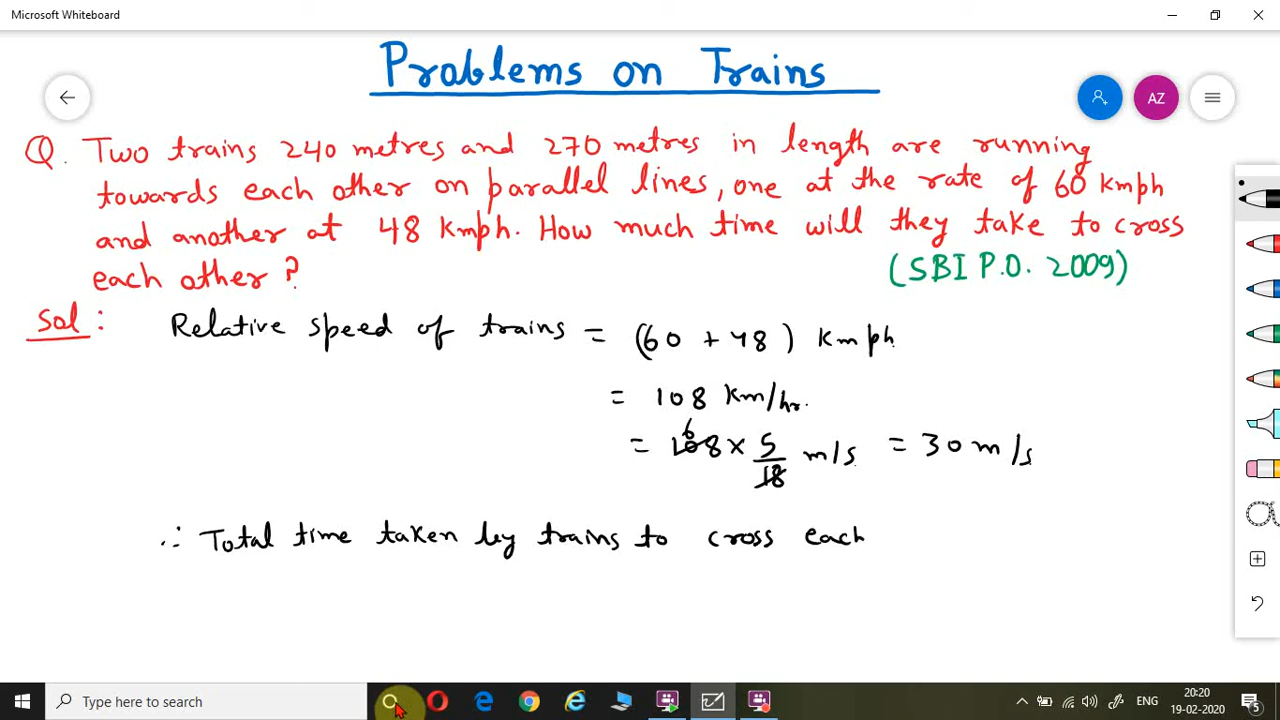 Microsoft Whiteboard
Problems on Trains
AZ
Q. Two trains 240 metres and 270 metres in length are running
towards each other on parallel lines, one at the rate of 60 kmph
and another at 48 kmph. How much time will they take to cross
each other?
(SBI P.O. 2009)
Sol:
Relative speed of trains = (60 + 48) kmph.
= 108 km/hr.
6
= 108 × 5/18 m/s. = 30 m/s
∴ Total time taken by trains to cross each
Type here to search
ENG
20:20
19-02-2020
5